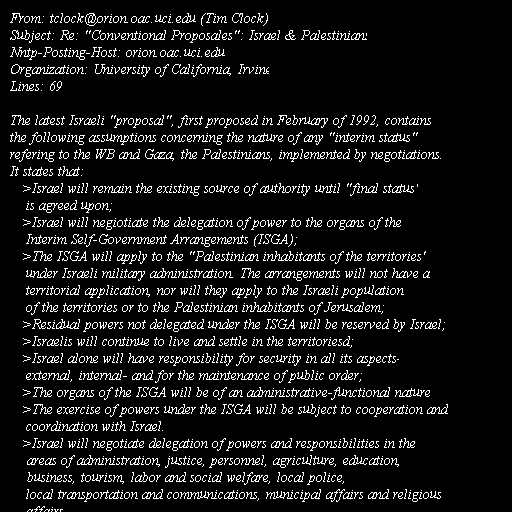 From: tclock@orion.oac.uci.edu (Tim Clock)
Subject: Re: "Conventional Proposales": Israel & Palestinians
Nntp-Posting-Host: orion.oac.uci.edu
Organization: University of California, Irvine
Lines: 69

The latest Israeli "proposal", first proposed in February of 1992, contains
the following assumptions concerning the nature of any "interim status"
refering to the WB and Gaza, the Palestinians, implemented by negotiations.
It states that:
>Israel will remain the existing source of authority until "final status"
is agreed upon;
>Israel will negiotiate the delegation of power to the organs of the
Interim Self-Government Arrangements (ISGA);
>The ISGA will apply to the "Palestinian inhabitants of the territories"
under Israeli military administration. The arrangements will not have a
territorial application, nor will they apply to the Israeli population
of the territories or to the Palestinian inhabitants of Jerusalem;
>Residual powers not delegated under the ISGA will be reserved by Israel;
>Israelis will continue to live and settle in the territoriesd;
>Israel alone will have responsibility for security in all its aspects-
external, internal- and for the maintenance of public order;
>The organs of the ISGA will be of an administrative-functional nature
>The exercise of powers under the ISGA will be subject to cooperation and
coordination with Israel.
>Israel will negotiate delegation of powers and responsibilities in the
areas of administration, justice, personnel, agriculture, education,
business, tourism, labor and social welfare, local police,
local transportation and communications, municipal affairs and religious
affairs.